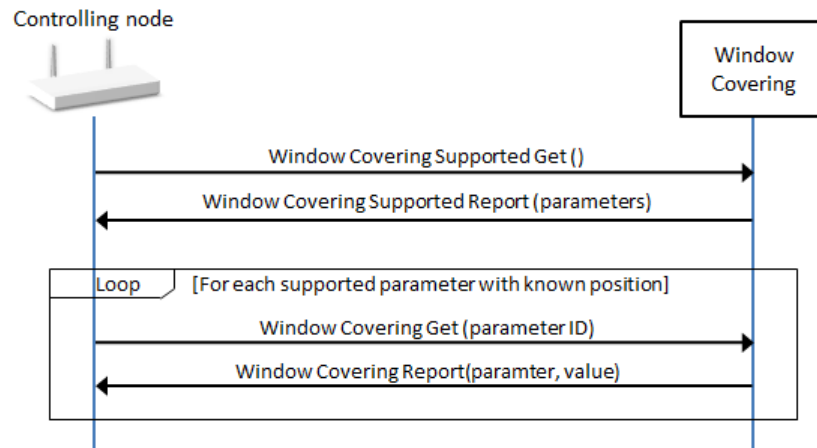 Controlling node
Window
Covering
Window Covering Supported Get ()
Window Covering Supported Report (parameters)
Loop
[For each supported parameter with known position]
Window Covering Get (parameter ID)
Window Covering Report(paramter, value)